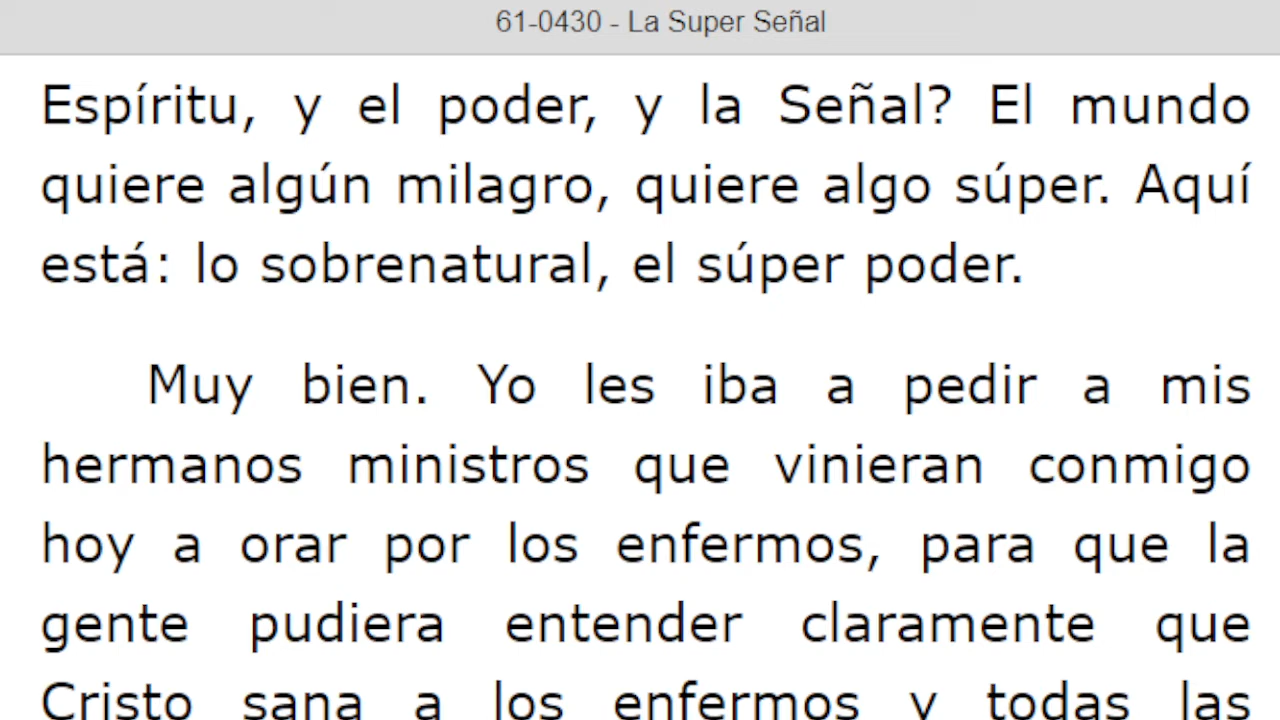 61-0430 - La Super Señal
Espíritu, y el poder, y la Señal? El mundo
quiere algún milagro, quiere algo súper. Aquí
está: lo sobrenatural, el súper poder.
Muy bien. Yo les iba a pedir a mis
hermanos ministros que vinieran conmigo
hoy a orar por los enfermos, para que la
gente pudiera entender claramente que
Cristo sana a los enfermos y todas las